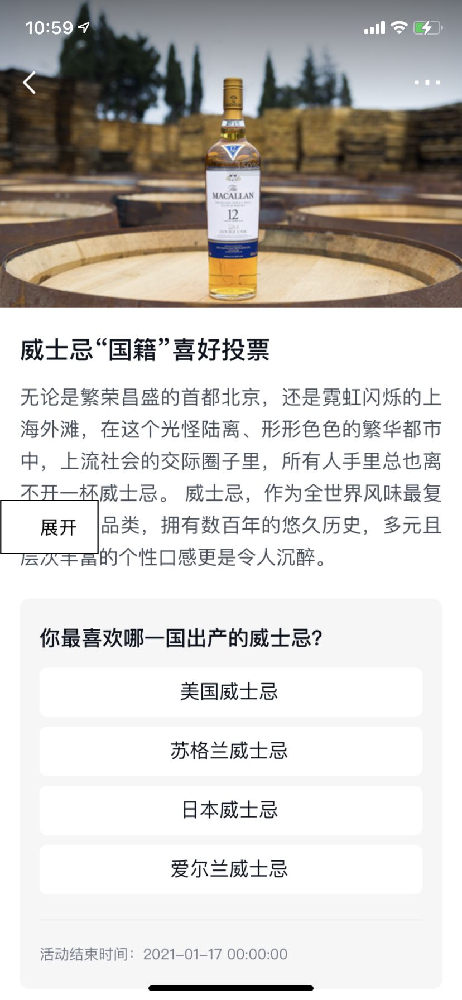 10:59
12
150%
The
MACALLAN
12
DOUBLE CASK
威士忌“国籍”喜好投票
无论是繁荣昌盛的首都北京，还是霓虹闪烁的上
海外滩，在这个光怪陆离、形形色色的繁华都市
中，上流社会的交际圈子里，所有人手里总也离
不开一杯威士忌。 威士忌，作为全世界风味最复
展开
品类，拥有数百年的悠久历史，多元且
层次丰富的个性口感更是令人沉醉。
你最喜欢哪一国出产的威士忌?
美国威士忌
苏格兰威士忌
日本威士忌
爱尔兰威士忌
活动结束时间：2021-01-17 00:00:00